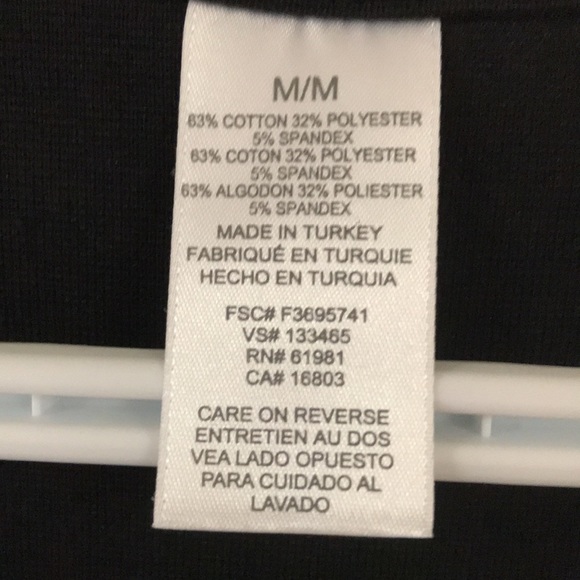 M/M
63% COTTON 32% POLYESTER
5% SPANDEX
63% COTON 32% POLYESTER
5% SPANDEX
63% ALGODON 32% POLIESTER
5% SPANDEX
MADE IN TURKEY
FABRIQUÉ EN TURQUIE
HECHO EN TURQUIA
FSC# F3695741
VS# 133465
RN# 61981
CA# 16803
CARE ON REVERSE
ENTRETIEN AU DOS
VEA LADO OPUESTO
PARA CUIDADO AL
LAVADO